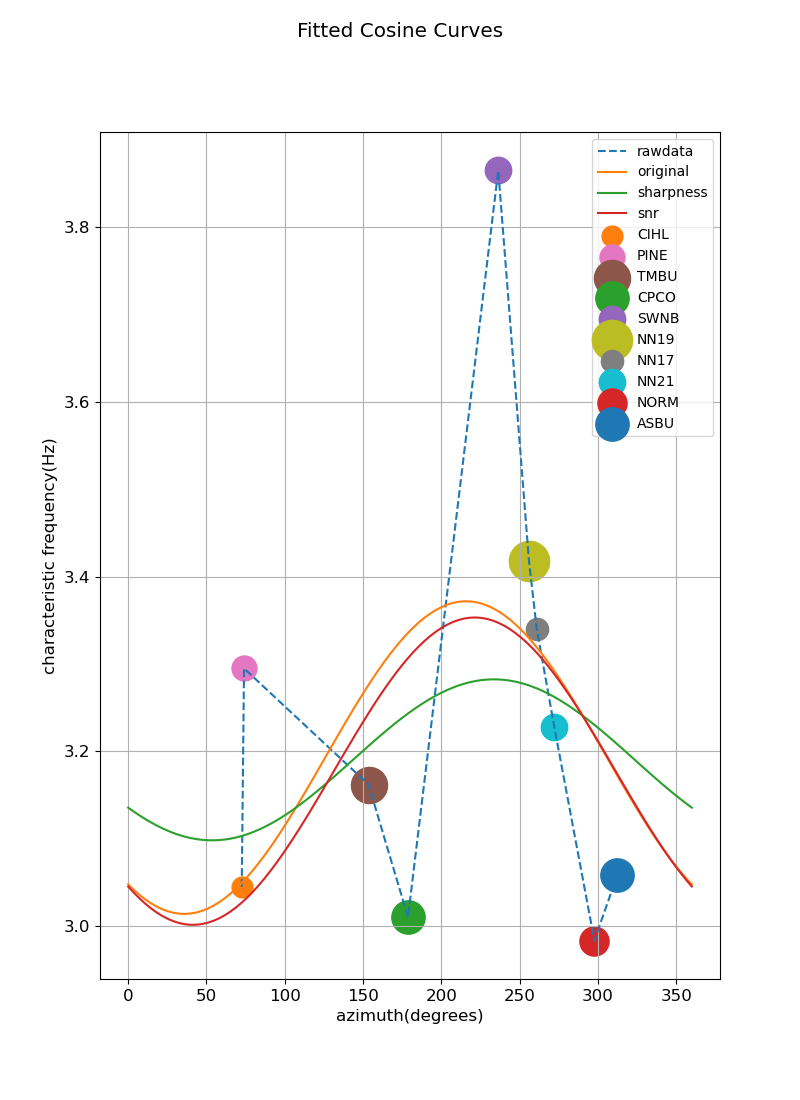 Fitted Cosine Curves
rawdata
original
sharpness
snr
CIHL
PINE
TMBU
CPCO
SWNB
NN19
NN17
NN21
NORM
ASBU
characteristic frequency(Hz)
3.8
3.6
3.4
3.2
3.0
0 50 100 150 200 250 300 350
azimuth(degrees)